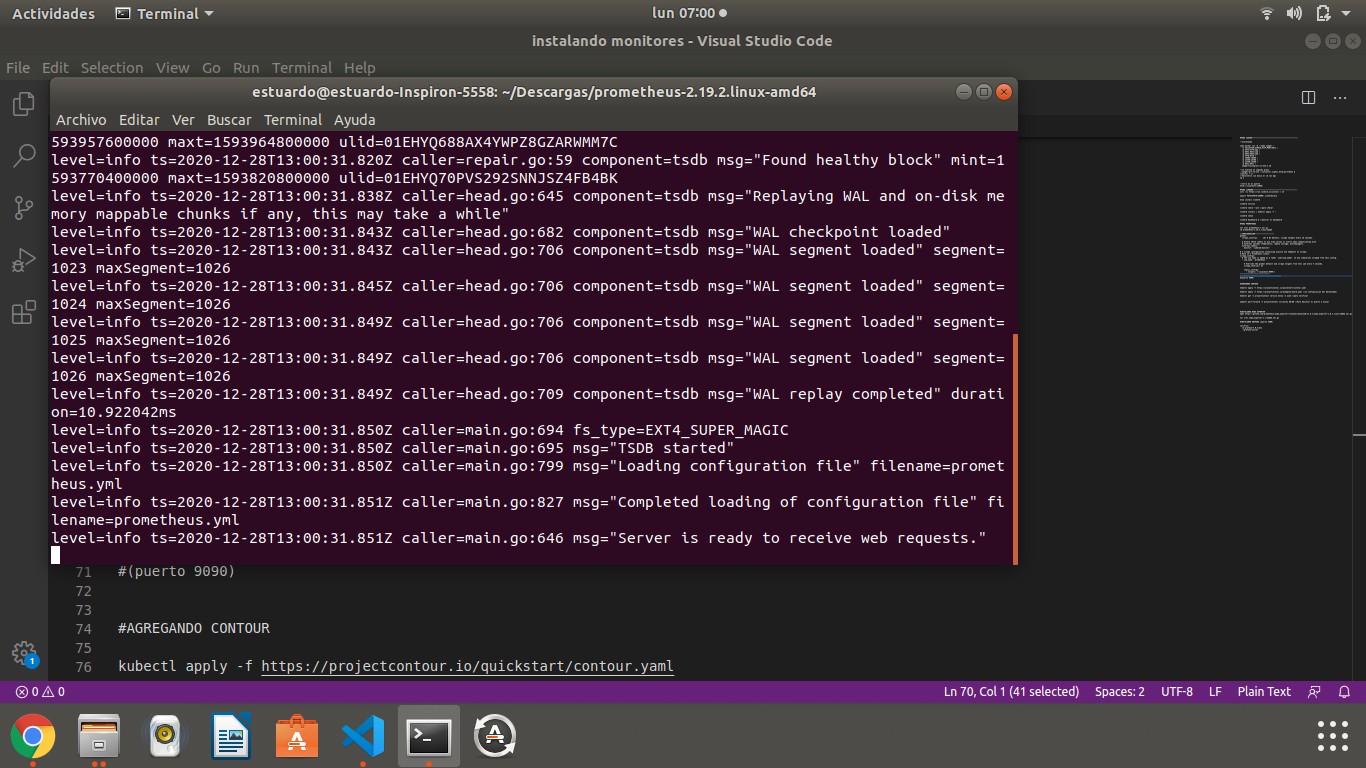 Actividades
Terminal
lun 07:00
instalando monitores - Visual Studio Code
File Edit Selection View Go Run Terminal Help
estuardo@estuardo-Inspiron-5558: ~/Descargas/prometheus-2.19.2.linux-amd64
Archivo Editar Ver Buscar Terminal Ayuda
593957600000 maxt=1593964800000 ulid=01EHYQ688AX4YWPZ8GZARWMM7C
level=info ts=2020-12-28T13:00:31.820Z caller=repair.go:59 component=tsdb msg="Found healthy block" mint=1
593770400000 maxt=1593820800000 ulid=01EHYQ70PVS292SNNJSZ4FB4BK
level=info ts=2020-12-28T13:00:31.838Z caller=head.go:645 component=tsdb msg="Replaying WAL and on-disk me
mory mappable chunks if any, this may take a while"
level=info ts=2020-12-28T13:00:31.843Z caller=head.go:682 component=tsdb msg="WAL checkpoint loaded"
level=info ts=2020-12-28T13:00:31.843Z caller=head.go:706 component=tsdb msg="WAL segment loaded" segment=
1023 maxSegment=1026
level=info ts=2020-12-28T13:00:31.845Z caller=head.go:706 component=tsdb msg="WAL segment loaded" segment=
1024 maxSegment=1026
level=info ts=2020-12-28T13:00:31.849Z caller=head.go:706 component=tsdb msg="WAL segment loaded" segment=
1025 maxSegment=1026
level=info ts=2020-12-28T13:00:31.849Z caller=head.go:706 component=tsdb msg="WAL segment loaded" segment=
1026 maxSegment=1026
level=info ts=2020-12-28T13:00:31.849Z caller=head.go:709 component=tsdb msg="WAL replay completed" durati
on=10.922042ms
level=info ts=2020-12-28T13:00:31.850Z caller=main.go:694 fs_type=EXT4_SUPER_MAGIC
level=info ts=2020-12-28T13:00:31.850Z caller=main.go:695 msg="TSDB started"
level=info ts=2020-12-28T13:00:31.850Z caller=main.go:799 msg="Loading configuration file" filename=promet
heus.yml
level=info ts=2020-12-28T13:00:31.851Z caller=main.go:827 msg="Completed loading of configuration file" fi
lename=prometheus.yml
level=info ts=2020-12-28T13:00:31.851Z caller=main.go:646 msg="Server is ready to receive web requests."
71 #(puerto 9090)
72
73
74 #AGREGANDO CONTOUR
75
76 kubectl apply -f https://projectcontour.io/quickstart/contour.yaml
1
0 0
Ln 70, Col 1 (41 selected) Spaces: 2 UTF-8 LF Plain Text